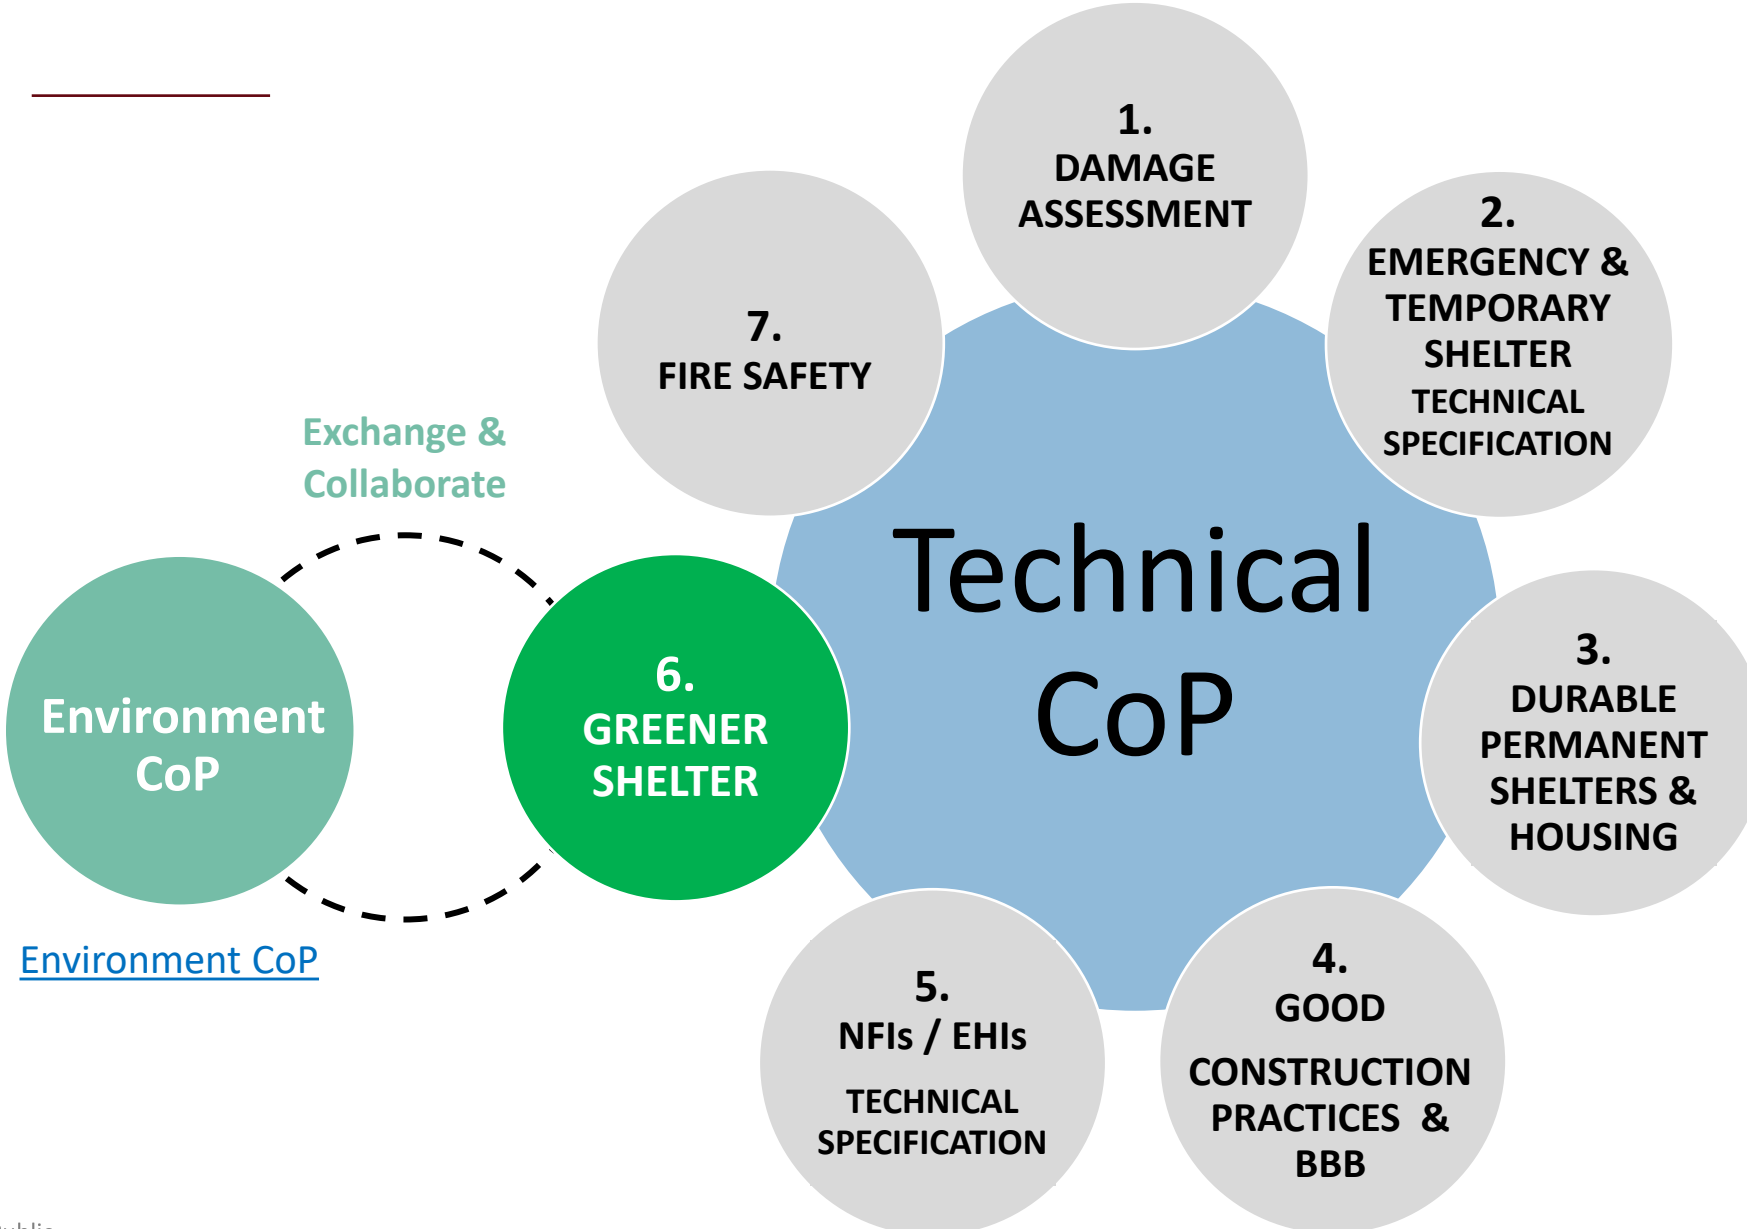 1.
DAMAGE
ASSESSMENT
2.
EMERGENCY &
TEMPORARY
SHELTER
TECHNICAL
SPECIFICATION
7.
FIRE SAFETY
Exchange &
Collaborate
Technical
CoP
3.
DURABLE
PERMANENT
SHELTERS &
HOUSING
6.
GREENER
SHELTER
Environment
CoP
Environment CoP
4.
GOOD
CONSTRUCTION
PRACTICES &
BBB
5.
NFIs / EHIs
TECHNICAL
SPECIFICATION